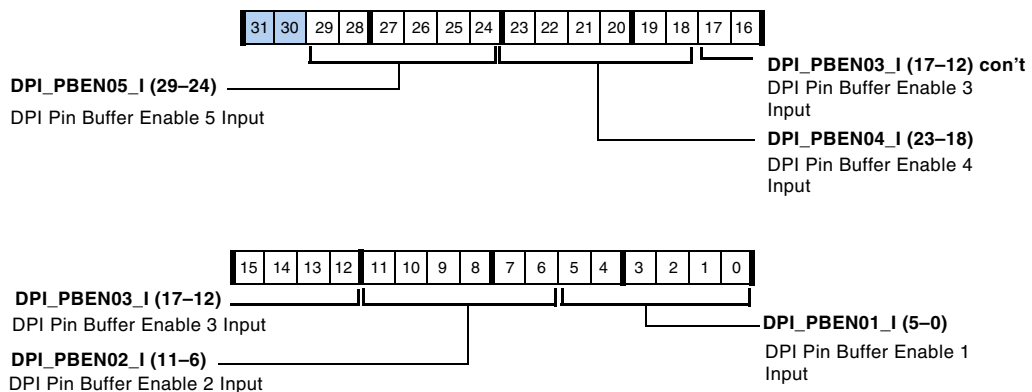 31 30 29 28 27 26 25 24 23 22 21 20 19 18 17 16
DPI_PBEN05_I (29–24)
DPI Pin Buffer Enable 5 Input
DPI_PBEN03_I (17–12) con't
DPI Pin Buffer Enable 3
Input
DPI_PBEN04_I (23–18)
DPI Pin Buffer Enable 4
Input
15 14 13 12 11 10 9 8 7 6 5 4 3 2 1 0
DPI_PBEN03_I (17–12)
DPI Pin Buffer Enable 3 Input
DPI_PBEN02_I (11–6)
DPI Pin Buffer Enable 2 Input
DPI_PBEN01_I (5–0)
DPI Pin Buffer Enable 1
Input